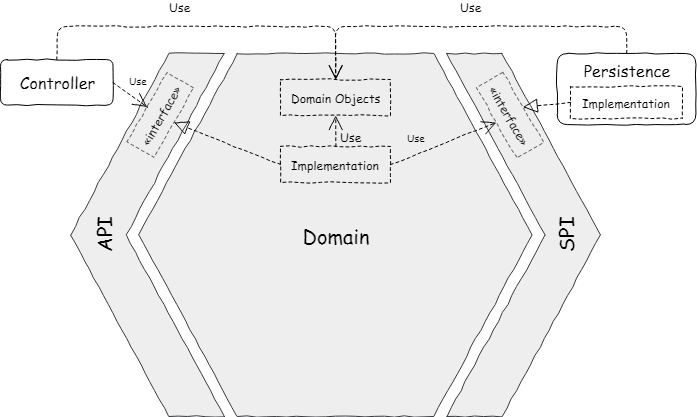 Use
Use
Controller
Use
«interface»
Domain Objects
«interface»
Persistence
Implementation
Use
Use
Implementation
API
Domain
SPI